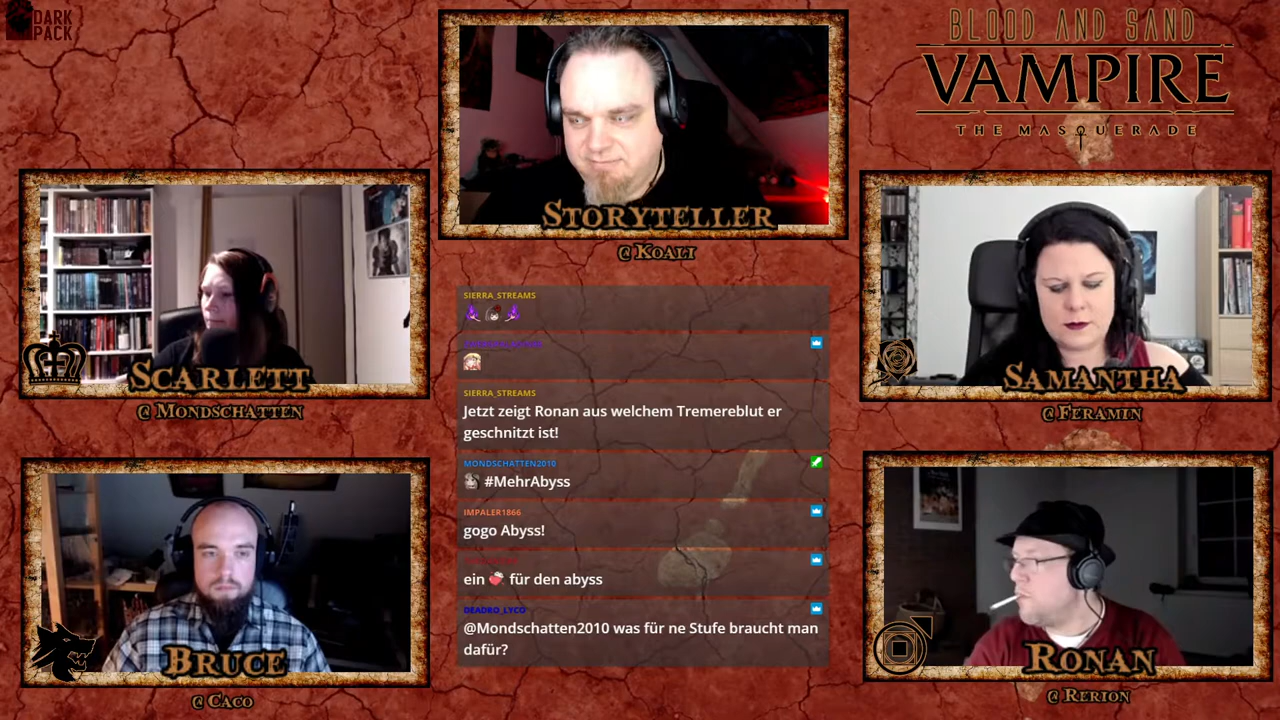 DARK
PACK
BLOOD AND SAND
VAMPIRE
THE MASQUERADE
STORYTELLER
@ KOALI
SCARLETT
@ MONDSCHATTEN
SAMANTHA
@ FERAMIN
SIERRA_STREAMS
SIERRA_STREAMS
Jetzt zeigt Ronan aus welchem Tremereblut er
geschnitzt ist!
MONDSCHATTEN2010
#MehrAbyss
IMPALER1866
gogo Abyss!
ein für den abyss
DEADRO_LYCO
@Mondschatten2010 was für ne Stufe braucht man
dafür?
BRUCE
@ CACO
RONAN
@ RERION